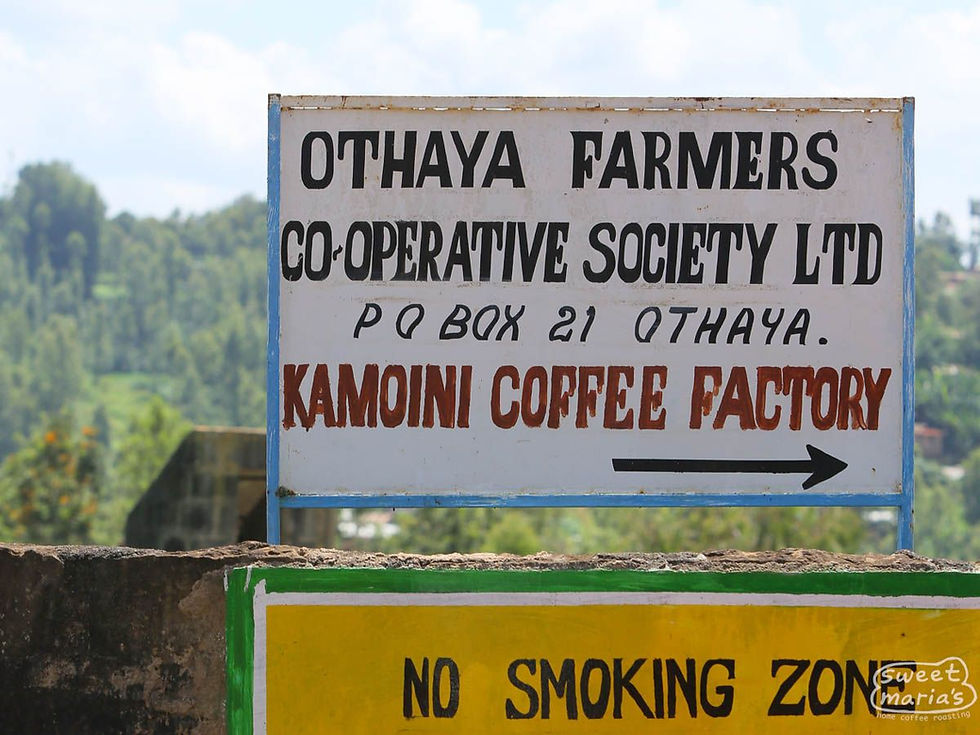 OTHAYA FARMERS
CO-OPERATIVE SOCIETY LTD
P O BOX 21 OTHAYA.
KAMOINI COFFEE FACTORY
NO SMOKING ZONE
sweet
maria's
home coffee roasting